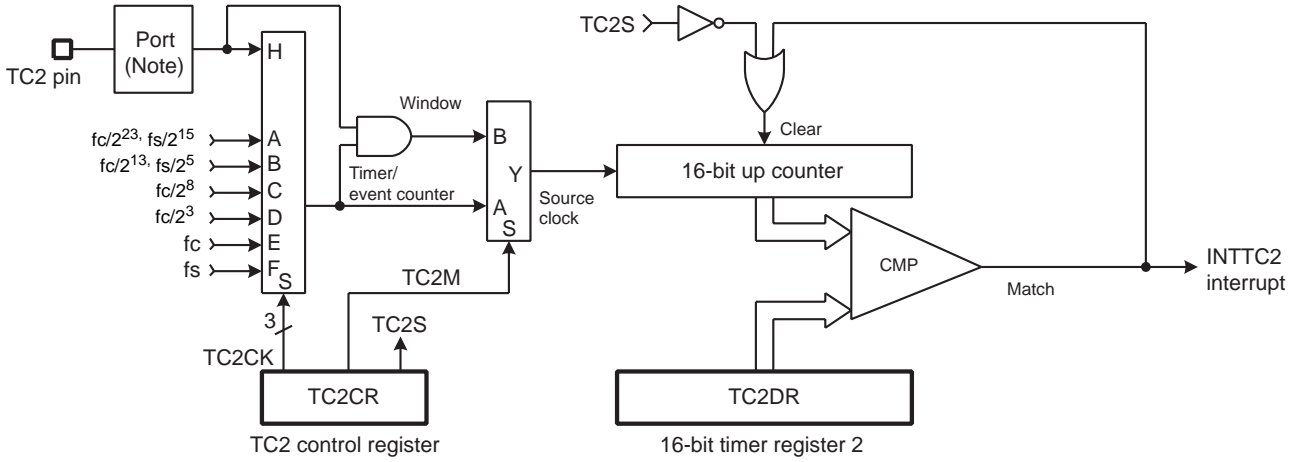 TC2S
Port
(Note)
TC2 pin
H
Window
Clear
fc/2^23, fs/2^15
A
B
fc/2^13, fs/2^5
B
Y
16-bit up counter
Timer/
event counter
fc/2^8
C
Source
clock
fc/2^3
D
A
S
fc
E
CMP
INTTC2
interrupt
fs
F
S
TC2M
Match
3
TC2S
TC2CK
TC2CR
TC2DR
TC2 control register
16-bit timer register 2